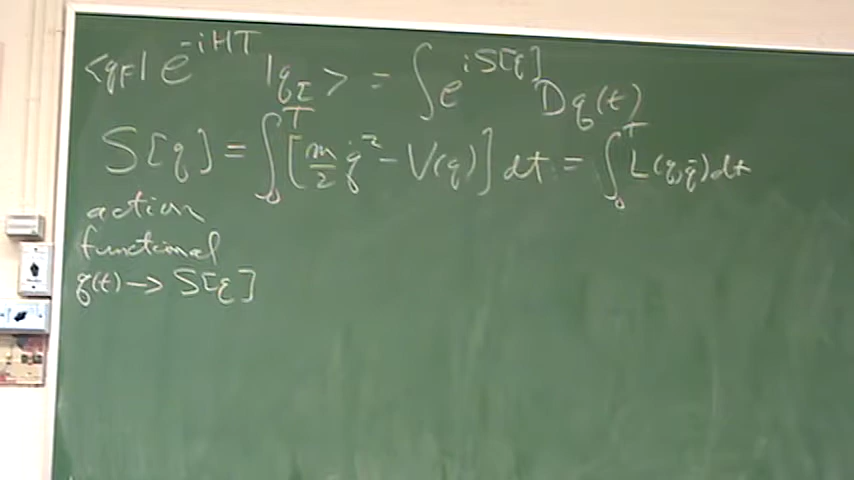 <q_F| e^{-iHT} |q_I> = ∫ e^{iS[q]} Dq(t)
S[q] = ∫_0^T [m/2 q̇^2 - V(q)] dt = ∫_0^T L(q,q̇)dt
action
functional
q(t) → S[q]